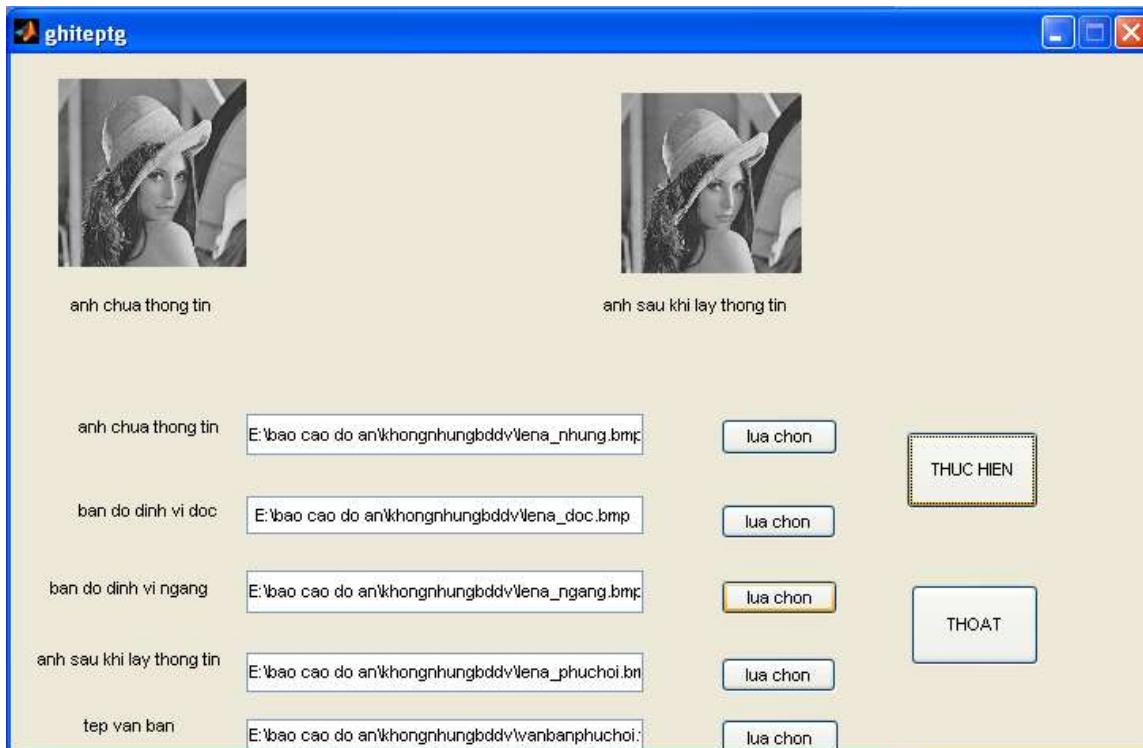 ghiteptg
anh chua thong tin
anh sau khi lay thong tin
anh chua thong tin
E:\bao cao do an\khongnhungbddv\lena_nhung.bmp
lua chon
THUC HIEN
ban do dinh vi doc
E:\bao cao do an\khongnhungbddv\lena_doc.bmp
lua chon
ban do dinh vi ngang
E:\bao cao do an\khongnhungbddv\lena_ngang.bmp
lua chon
THOAT
anh sau khi lay thong tin
E:\bao cao do an\khongnhungbddv\lena_phuchoi.bm
lua chon
tep van ban
E:\bao cao do an\khongnhungbddv\vanbanphuchoi.
lua chon